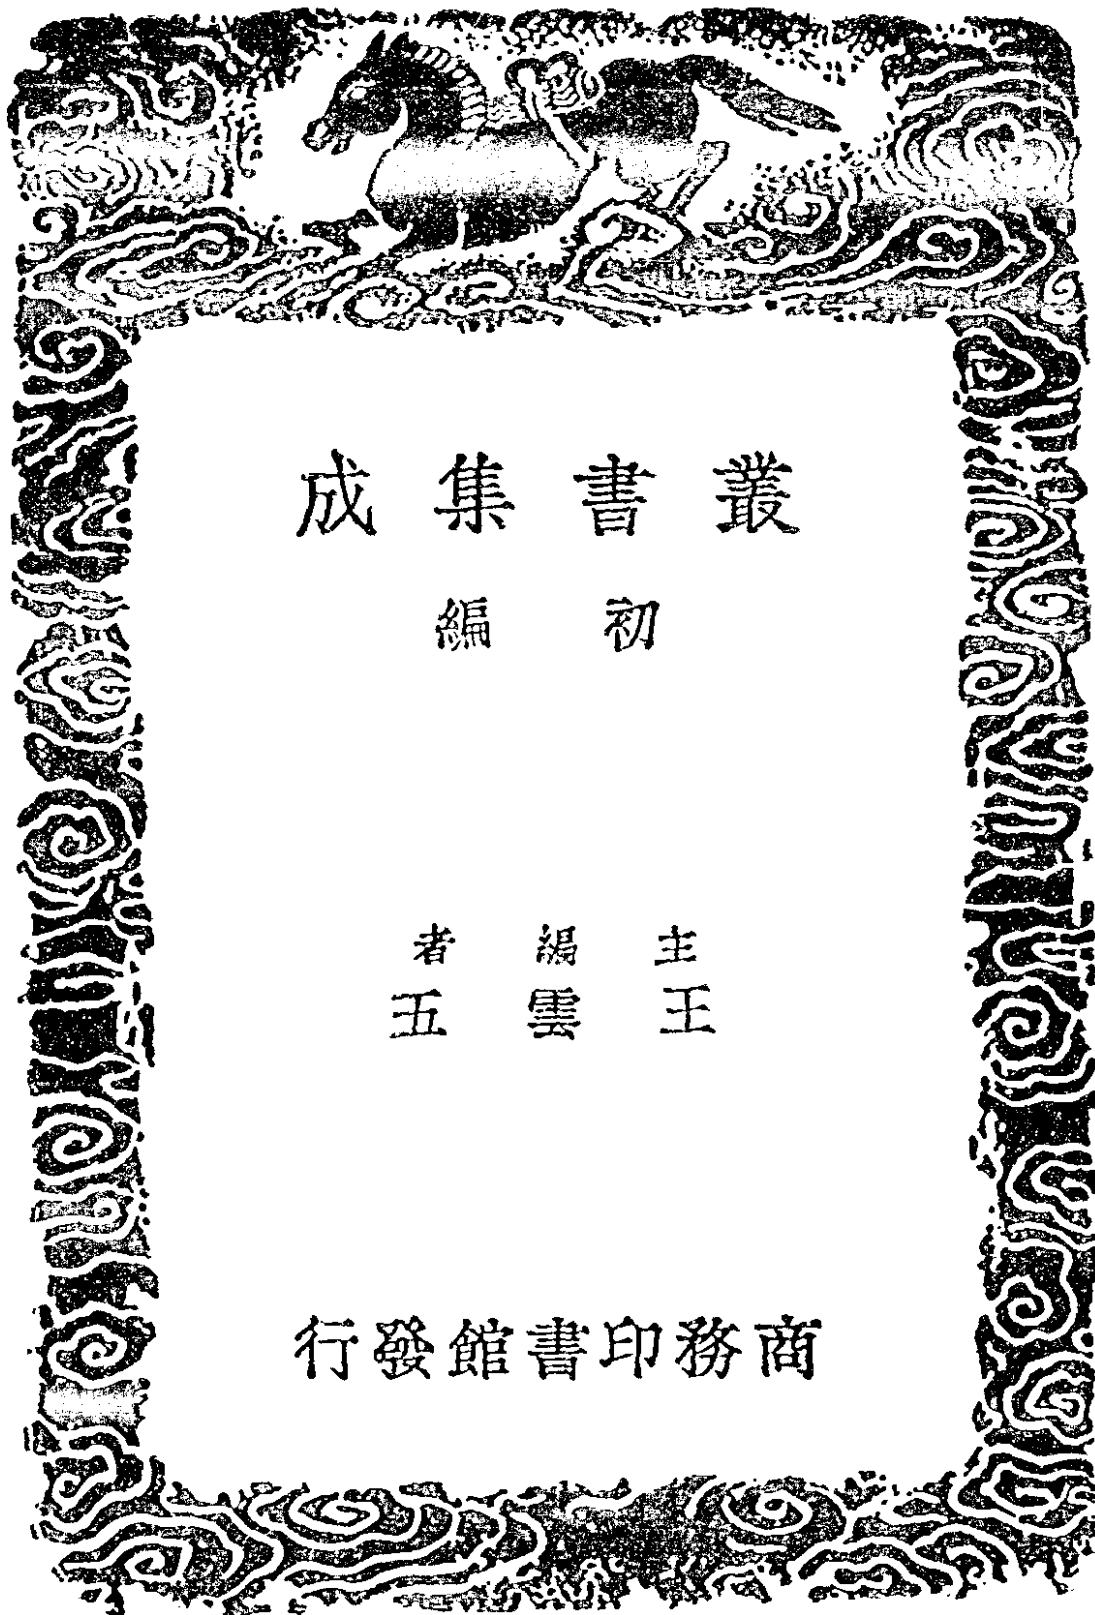 叢書集成
初編
主編者
王雲五
商務印書館發行